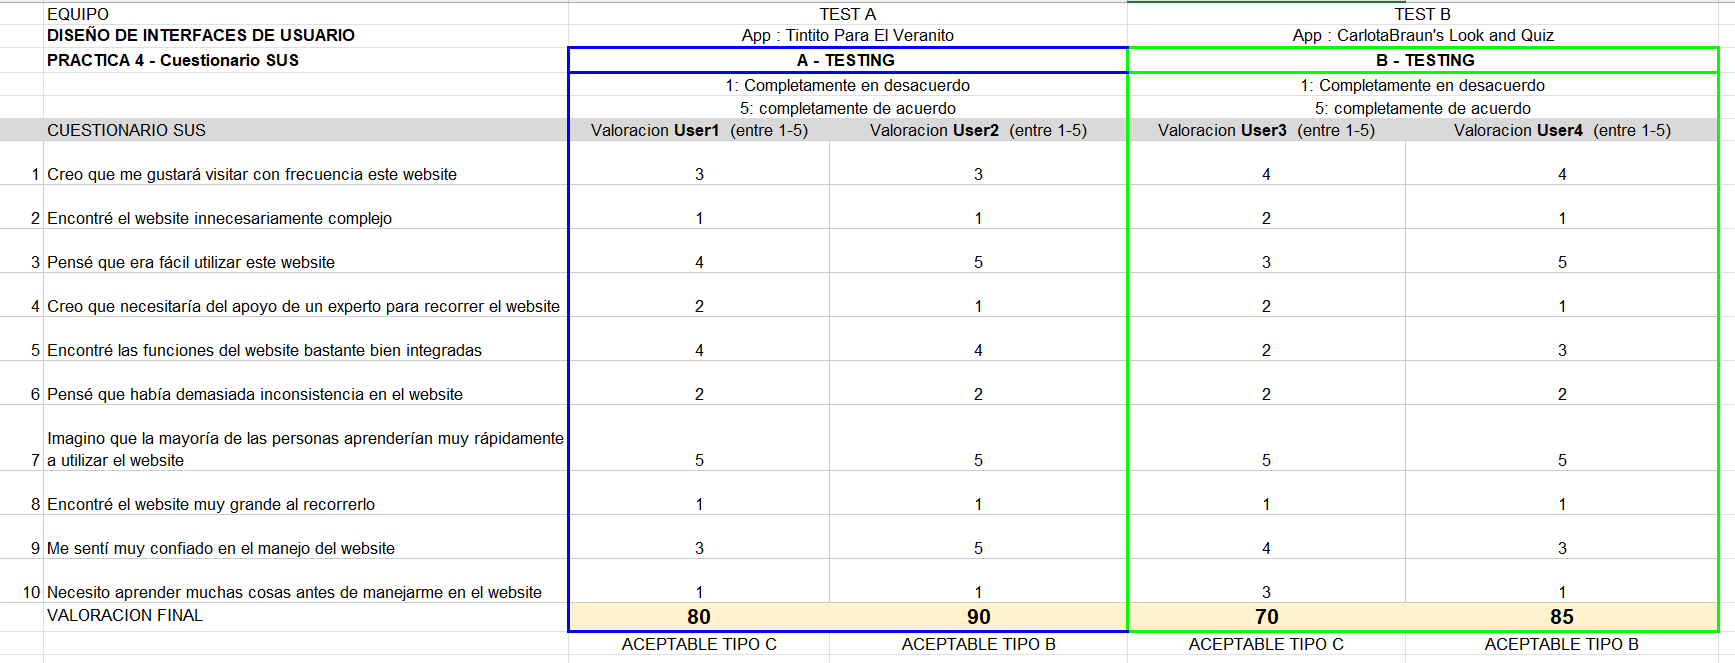 EQUIPO TEST A TEST B
DISEÑO DE INTERFACES DE USUARIO App : Tintito Para El Veranito App : CarlotaBraun's Look and Quiz
PRACTICA 4 - Cuestionario SUS A - TESTING B - TESTING
1: Completamente en desacuerdo 1: Completamente en desacuerdo
5: completamente de acuerdo 5: completamente de acuerdo
CUESTIONARIO SUS Valoracion User1 (entre 1-5) Valoracion User2 (entre 1-5) Valoracion User3 (entre 1-5) Valoracion User4 (entre 1-5)
1 Creo que me gustará visitar con frecuencia este website 3 3 4 4
2 Encontré el website innecesariamente complejo 1 1 2 1
3 Pensé que era fácil utilizar este website 4 5 3 5
4 Creo que necesitaría del apoyo de un experto para recorrer el website 2 1 2 1
5 Encontré las funciones del website bastante bien integradas 4 4 2 3
6 Pensé que había demasiada inconsistencia en el website 2 2 2 2
Imagino que la mayoría de las personas aprenderían muy rápidamente
7 a utilizar el website 5 5 5 5
8 Encontré el website muy grande al recorrerlo 1 1 1 1
9 Me sentí muy confiado en el manejo del website 3 5 4 3
10 Necesito aprender muchas cosas antes de manejarme en el website 1 1 3 1
VALORACION FINAL 80 90 70 85
ACEPTABLE TIPO C ACEPTABLE TIPO B ACEPTABLE TIPO C ACEPTABLE TIPO B